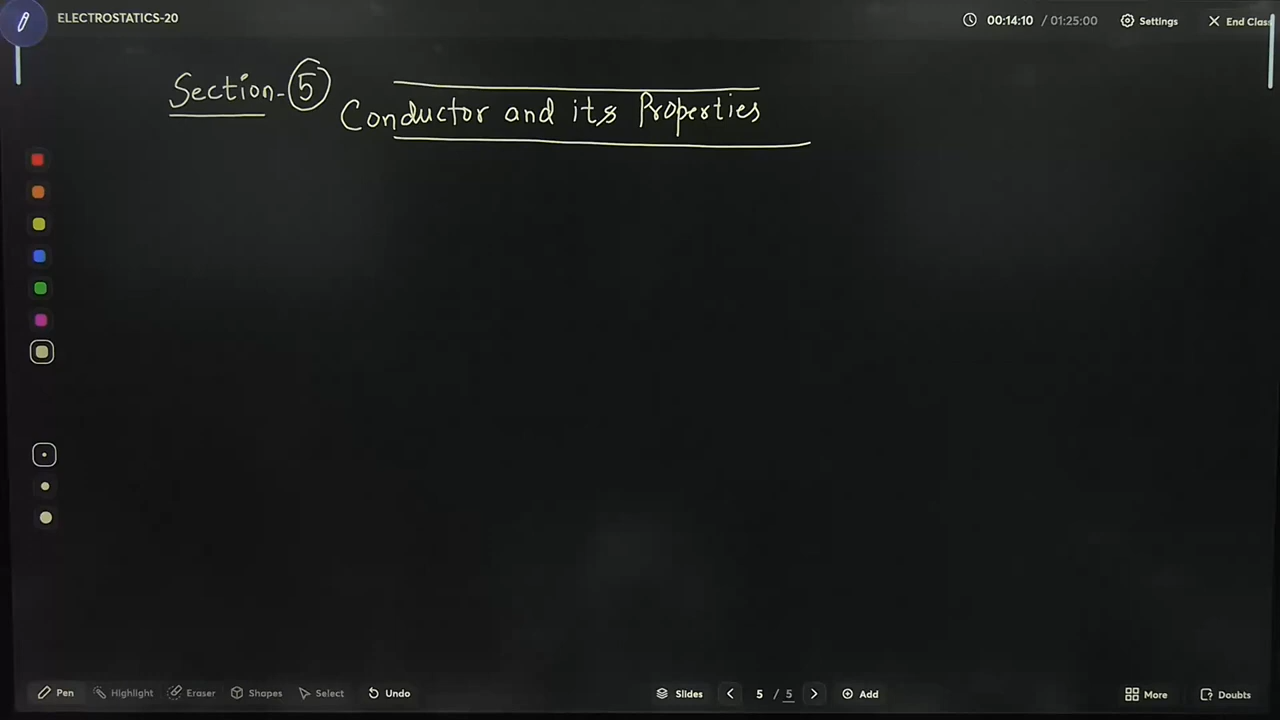 ELECTROSTATICS-20
00:14:10 / 01:25:00
Settings
End Class
Section-5
Conductor and its Properties
Pen
Highlight
Eraser
Shapes
Select
Undo
Slides
5 / 5
Add
More
Doubts